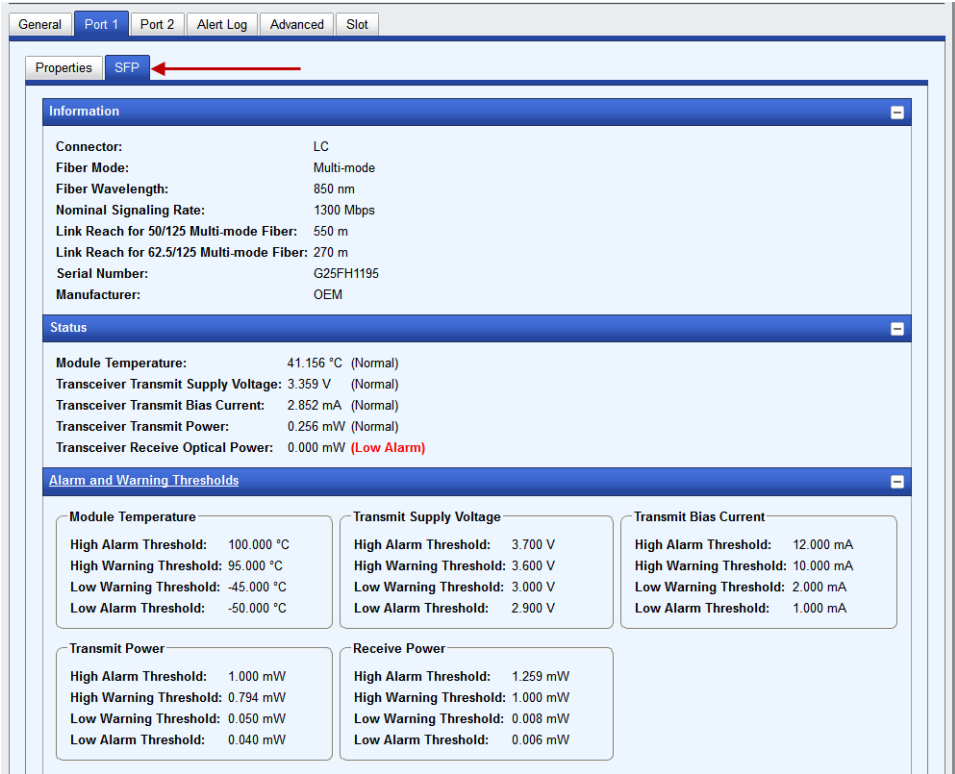 General Port 1 Port 2 Alert Log Advanced Slot
Properties SFP
Information
Connector: LC
Fiber Mode: Multi-mode
Fiber Wavelength: 850 nm
Nominal Signaling Rate: 1300 Mbps
Link Reach for 50/125 Multi-mode Fiber: 550 m
Link Reach for 62.5/125 Multi-mode Fiber: 270 m
Serial Number: G25FH1195
Manufacturer: OEM
Status
Module Temperature: 41.156 °C (Normal)
Transceiver Transmit Supply Voltage: 3.359 V (Normal)
Transceiver Transmit Bias Current: 2.852 mA (Normal)
Transceiver Transmit Power: 0.256 mW (Normal)
Transceiver Receive Optical Power: 0.000 mW (Low Alarm)
Alarm and Warning Thresholds
Module Temperature
High Alarm Threshold: 100.000 °C
High Warning Threshold: 95.000 °C
Low Warning Threshold: -45.000 °C
Low Alarm Threshold: -50.000 °C
Transmit Supply Voltage
High Alarm Threshold: 3.700 V
High Warning Threshold: 3.600 V
Low Warning Threshold: 3.000 V
Low Alarm Threshold: 2.900 V
Transmit Bias Current
High Alarm Threshold: 12.000 mA
High Warning Threshold: 10.000 mA
Low Warning Threshold: 2.000 mA
Low Alarm Threshold: 1.000 mA
Transmit Power
High Alarm Threshold: 1.000 mW
High Warning Threshold: 0.794 mW
Low Warning Threshold: 0.050 mW
Low Alarm Threshold: 0.040 mW
Receive Power
High Alarm Threshold: 1.259 mW
High Warning Threshold: 1.000 mW
Low Warning Threshold: 0.008 mW
Low Alarm Threshold: 0.006 mW